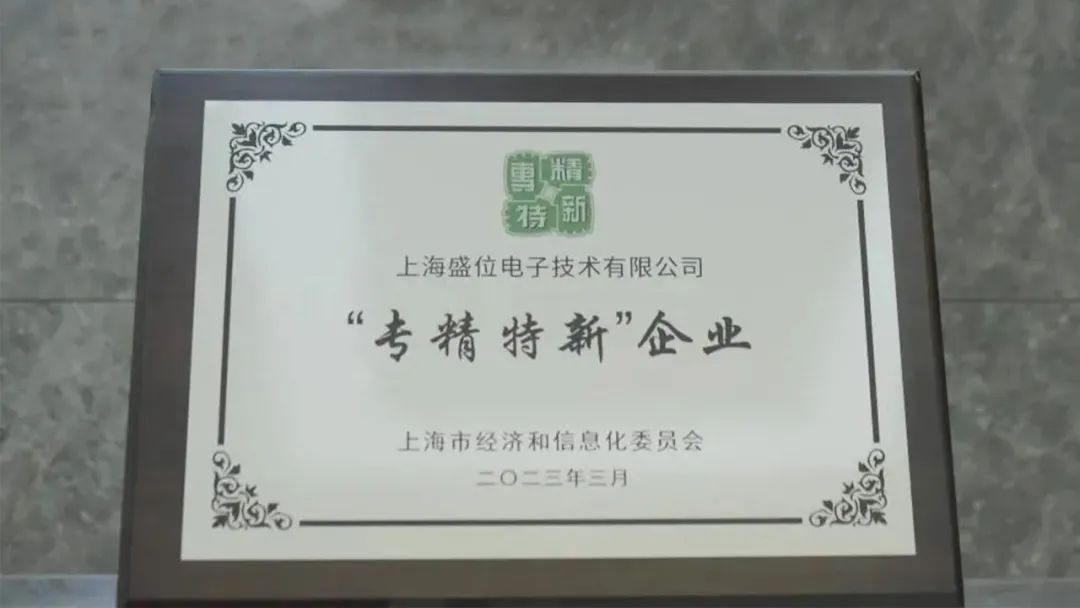 專精
特新
上海盛位电子技术有限公司
“专精特新”企业
上海市经济和信息化委员会
二〇二三年三月